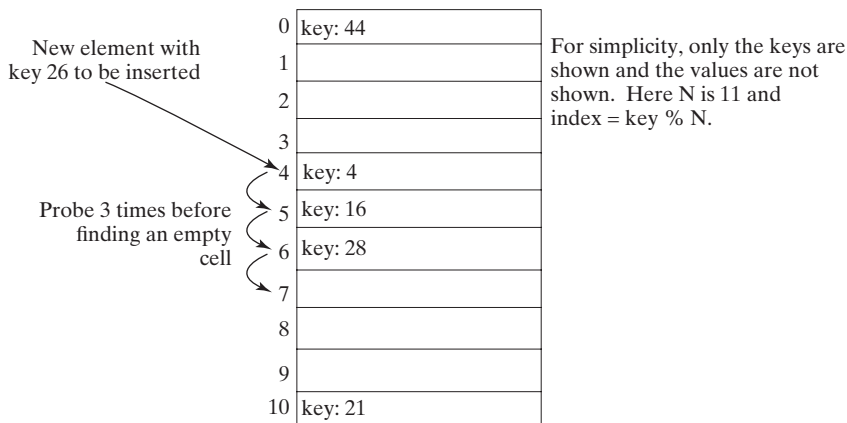 New element with
key 26 to be inserted
Probe 3 times before
finding an empty
cell
0 key: 44
1
2
3
4 key: 4
5 key: 16
6 key: 28
7
8
9
10 key: 21
For simplicity, only the keys are
shown and the values are not
shown. Here N is 11 and
index = key % N.